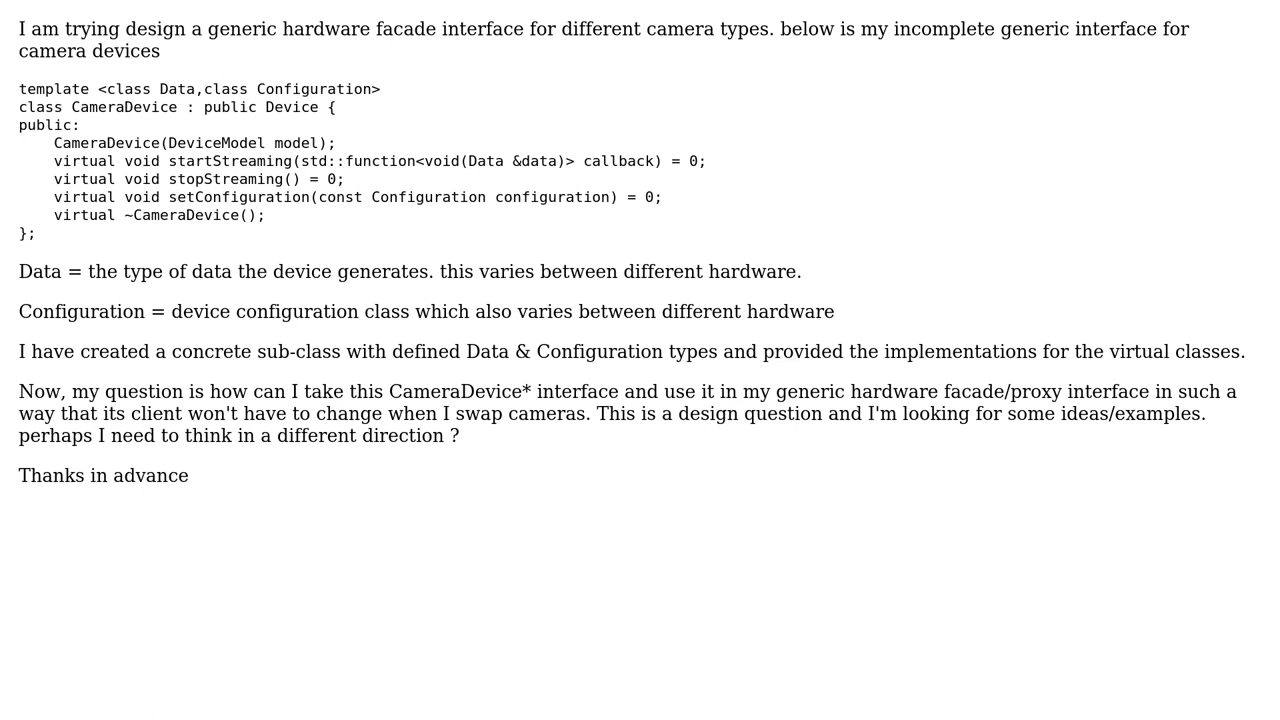 I am trying design a generic hardware facade interface for different camera types. below is my incomplete generic interface for
camera devices
template <class Data,class Configuration>
class CameraDevice : public Device {
public:
    CameraDevice(DeviceModel model);
    virtual void startStreaming(std::function<void(Data &data)> callback) = 0;
    virtual void stopStreaming() = 0;
    virtual void setConfiguration(const Configuration configuration) = 0;
    virtual ~CameraDevice();
};
Data = the type of data the device generates. this varies between different hardware.
Configuration = device configuration class which also varies between different hardware
I have created a concrete sub-class with defined Data & Configuration types and provided the implementations for the virtual classes.
Now, my question is how can I take this CameraDevice* interface and use it in my generic hardware facade/proxy interface in such a
way that its client won't have to change when I swap cameras. This is a design question and I'm looking for some ideas/examples.
perhaps I need to think in a different direction ?
Thanks in advance